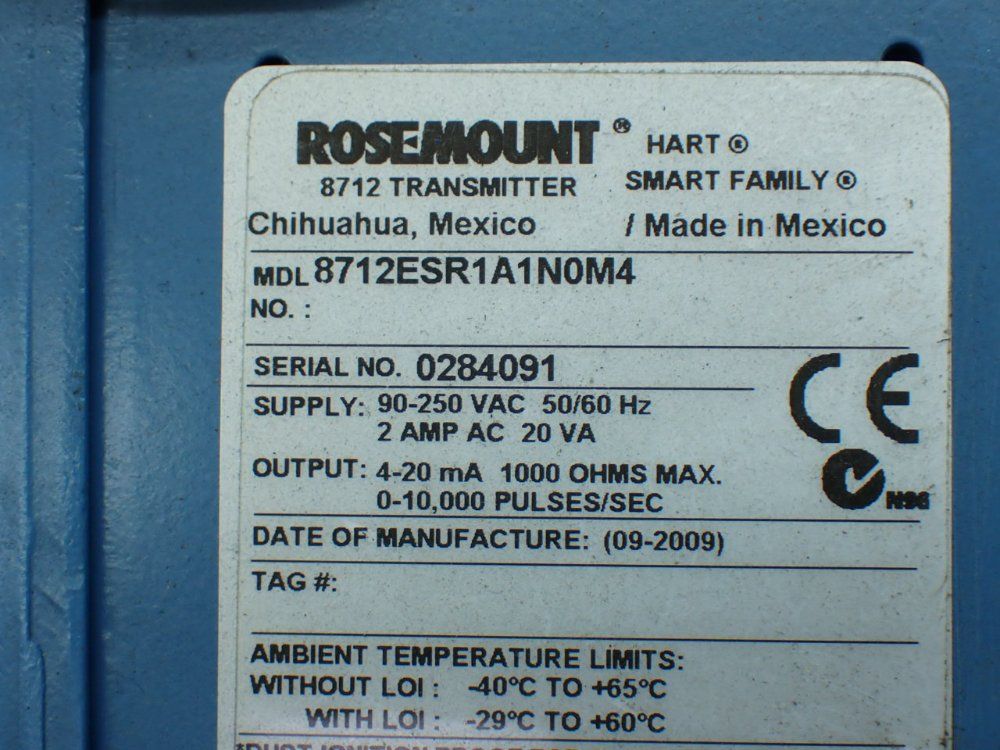 ROSEMOUNT® HART ®
8712 TRANSMITTER SMART FAMILY ®
Chihuahua, Mexico / Made in Mexico
MDL 8712ESR1A1N0M4
NO. :
SERIAL NO. 0284091
SUPPLY: 90-250 VAC 50/60 Hz
2 AMP AC 20 VA
CE
OUTPUT: 4-20 mA 1000 OHMS MAX.
0-10,000 PULSES/SEC
N96
DATE OF MANUFACTURE: (09-2009)
TAG #:
AMBIENT TEMPERATURE LIMITS:
WITHOUT LOI : -40°C TO +65°C
WITH LOI : -29°C TO +60°C